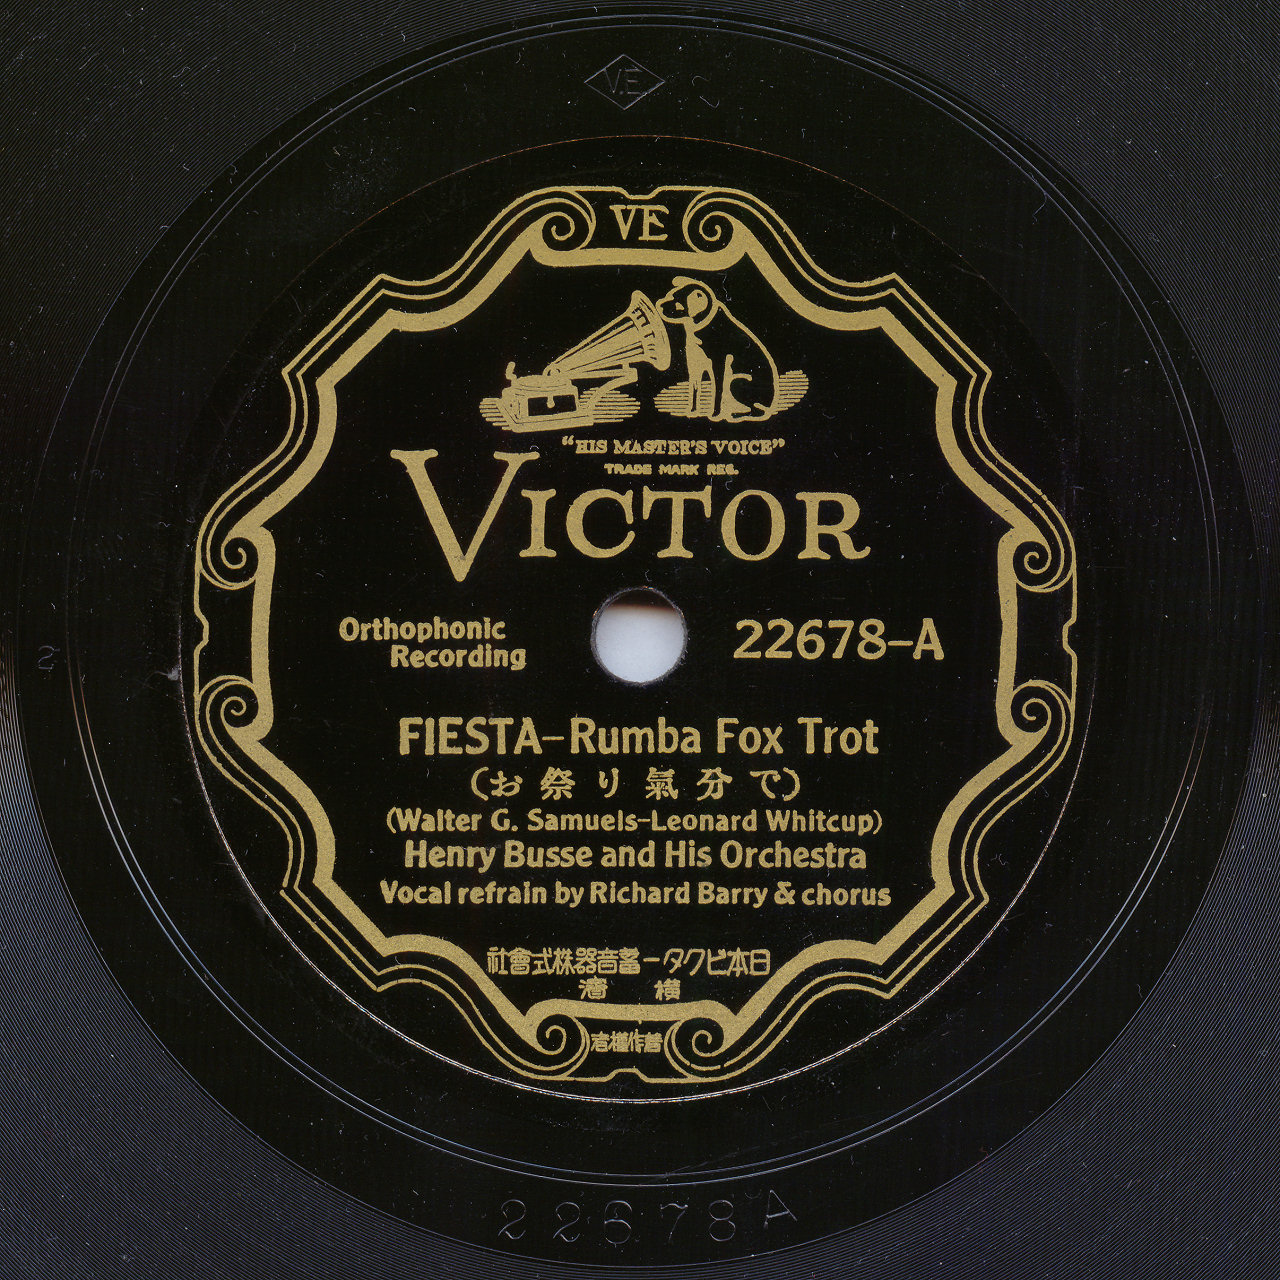 V.E.
VE
“HIS MASTER'S VOICE”
TRADE MARK REG.
VICTOR
Orthophonic
Recording
22678-A
2
FIESTA–Rumba Fox Trot
(お祭り氣分で)
(Walter G. Samuels–Leonard Whitcup)
Henry Busse and His Orchestra
Vocal refrain by Richard Barry & chorus
日本ビクター蓄音器株式會社
横濱
著作權者
22678 A